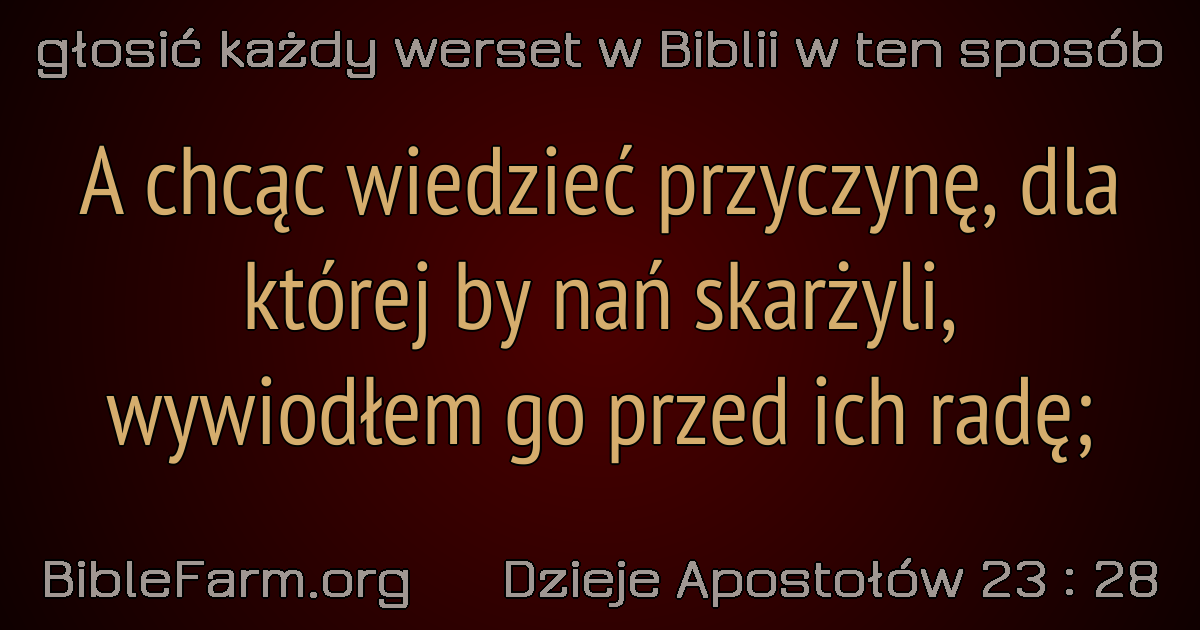 głosić każdy werset w Biblii w ten sposób
A chcąc wiedzieć przyczynę, dla
której by nań skarżyli,
wywiodłem go przed ich radę;
BibleFarm.org Dzieje Apostołów 23 : 28